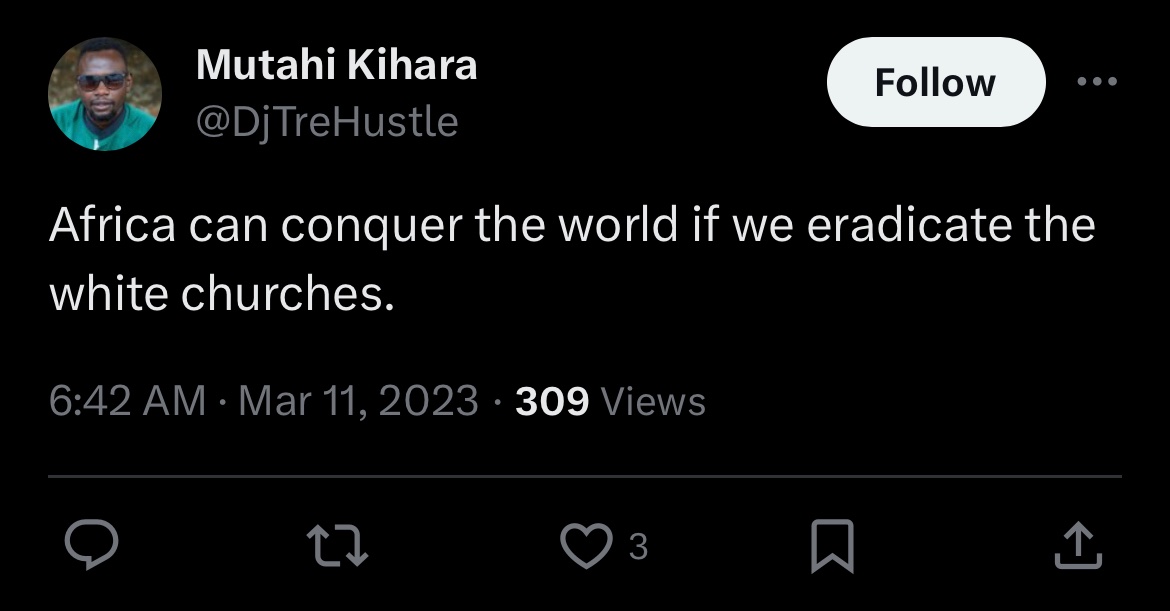 Mutahi Kihara
@DjTreHustle
Follow
Africa can conquer the world if we eradicate the
white churches.
6:42 AM · Mar 11, 2023 · 309 Views
3